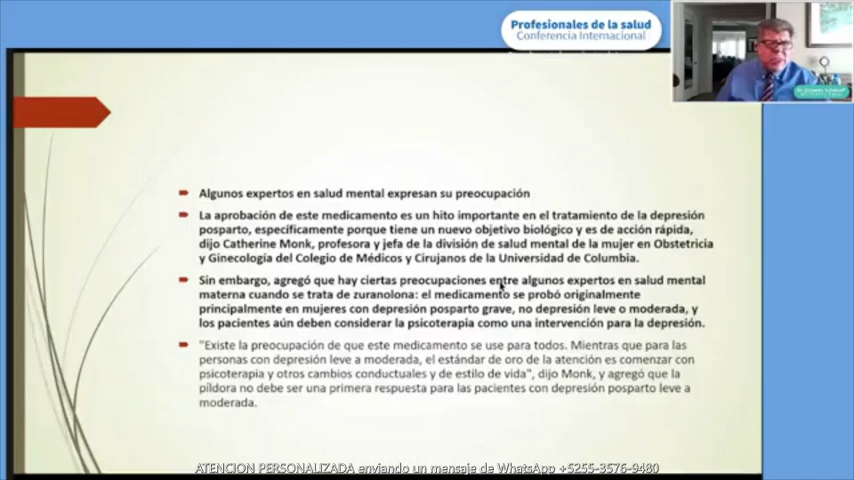 Profesionales de la salud
Conferencia Internacional
Algunos expertos en salud mental expresan su preocupación
La aprobación de este medicamento es un hito importante en el tratamiento de la depresión
posparto, específicamente porque tiene un nuevo objetivo biológico y es de acción rápida,
dijo Catherine Monk, profesora y jefa de la división de salud mental de la mujer en Obstetricia
y Ginecología del Colegio de Médicos y Cirujanos de la Universidad de Columbia.
Sin embargo, agregó que hay ciertas preocupaciones entre algunos expertos en salud mental
materna cuando se trata de zuranolona: el medicamento se probó originalmente
principalmente en mujeres con depresión posparto grave, no depresión leve o moderada, y
los pacientes aún deben considerar la psicoterapia como una intervención para la depresión.
"Existe la preocupación de que este medicamento se use para todos. Mientras que para las
personas con depresión leve a moderada, el estándar de oro de la atención es comenzar con
psicoterapia y otros cambios conductuales y de estilo de vida", dijo Monk, y agregó que la
píldora no debe ser una primera respuesta para las pacientes con depresión posparto leve a
moderada.
ATENCION PERSONALIZADA enviando un mensaje de WhatsApp +5255-3576-9480